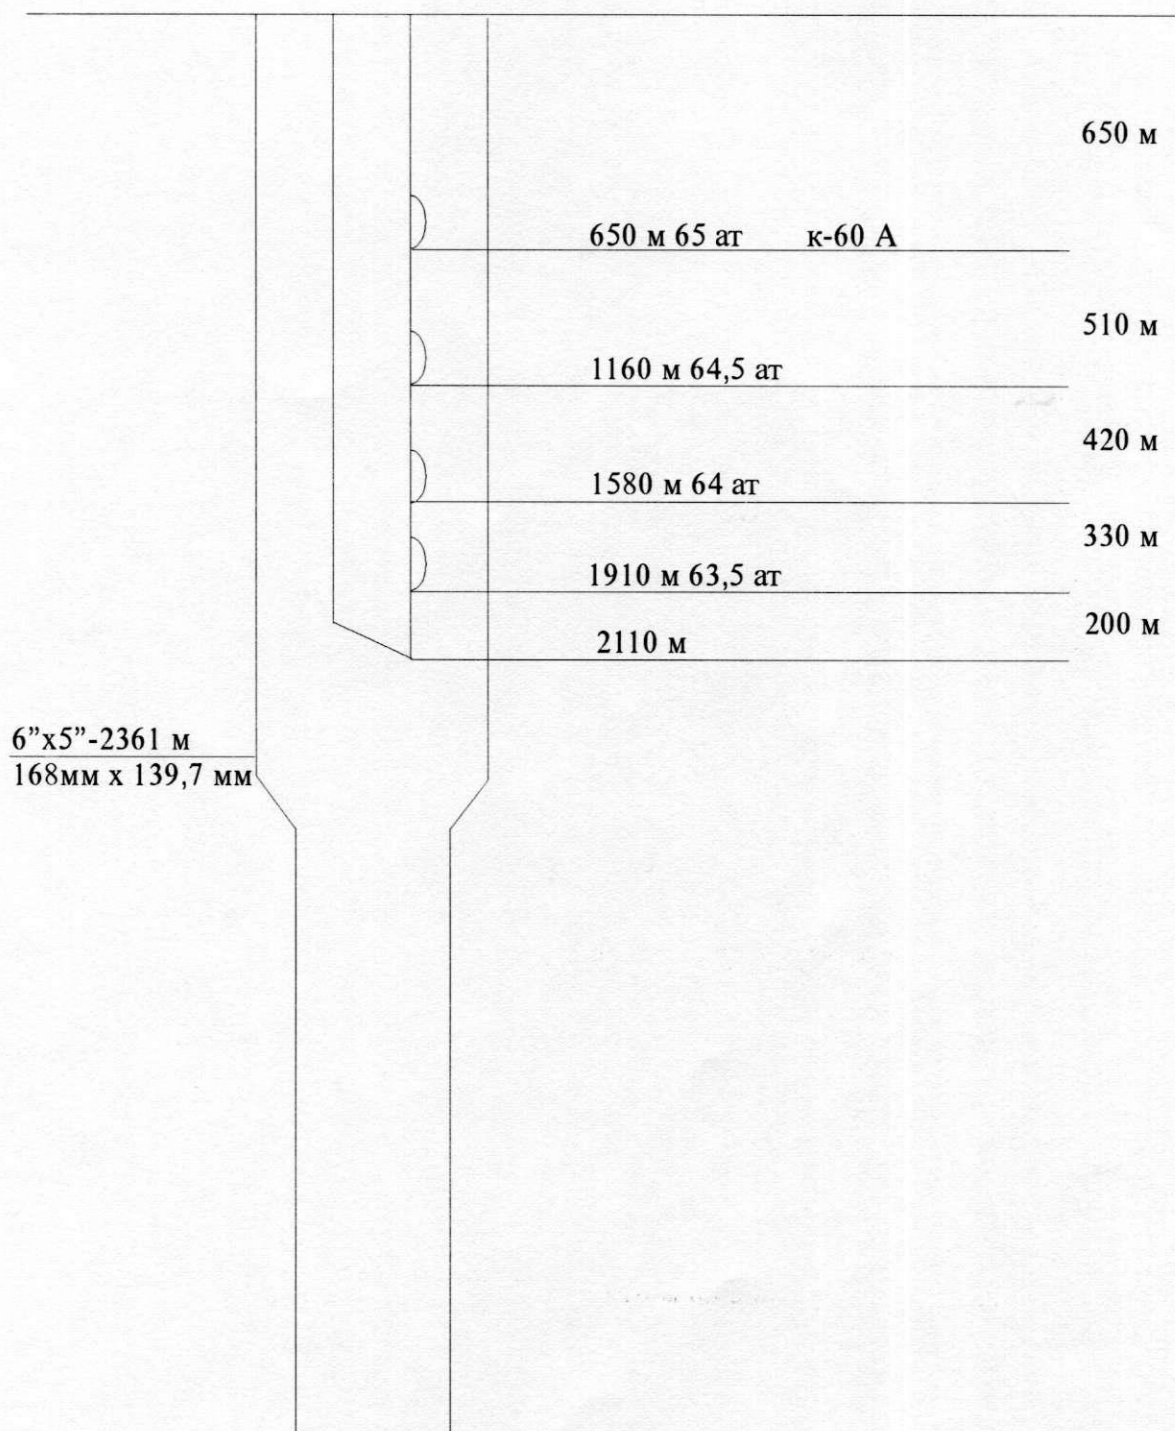 650 м
650 м 65 ат к-60 А
510 м
1160 м 64,5 ат
420 м
1580 м 64 ат
330 м
1910 м 63,5 ат
200 м
2110 м
6”x5”-2361 м
168мм x 139,7 мм